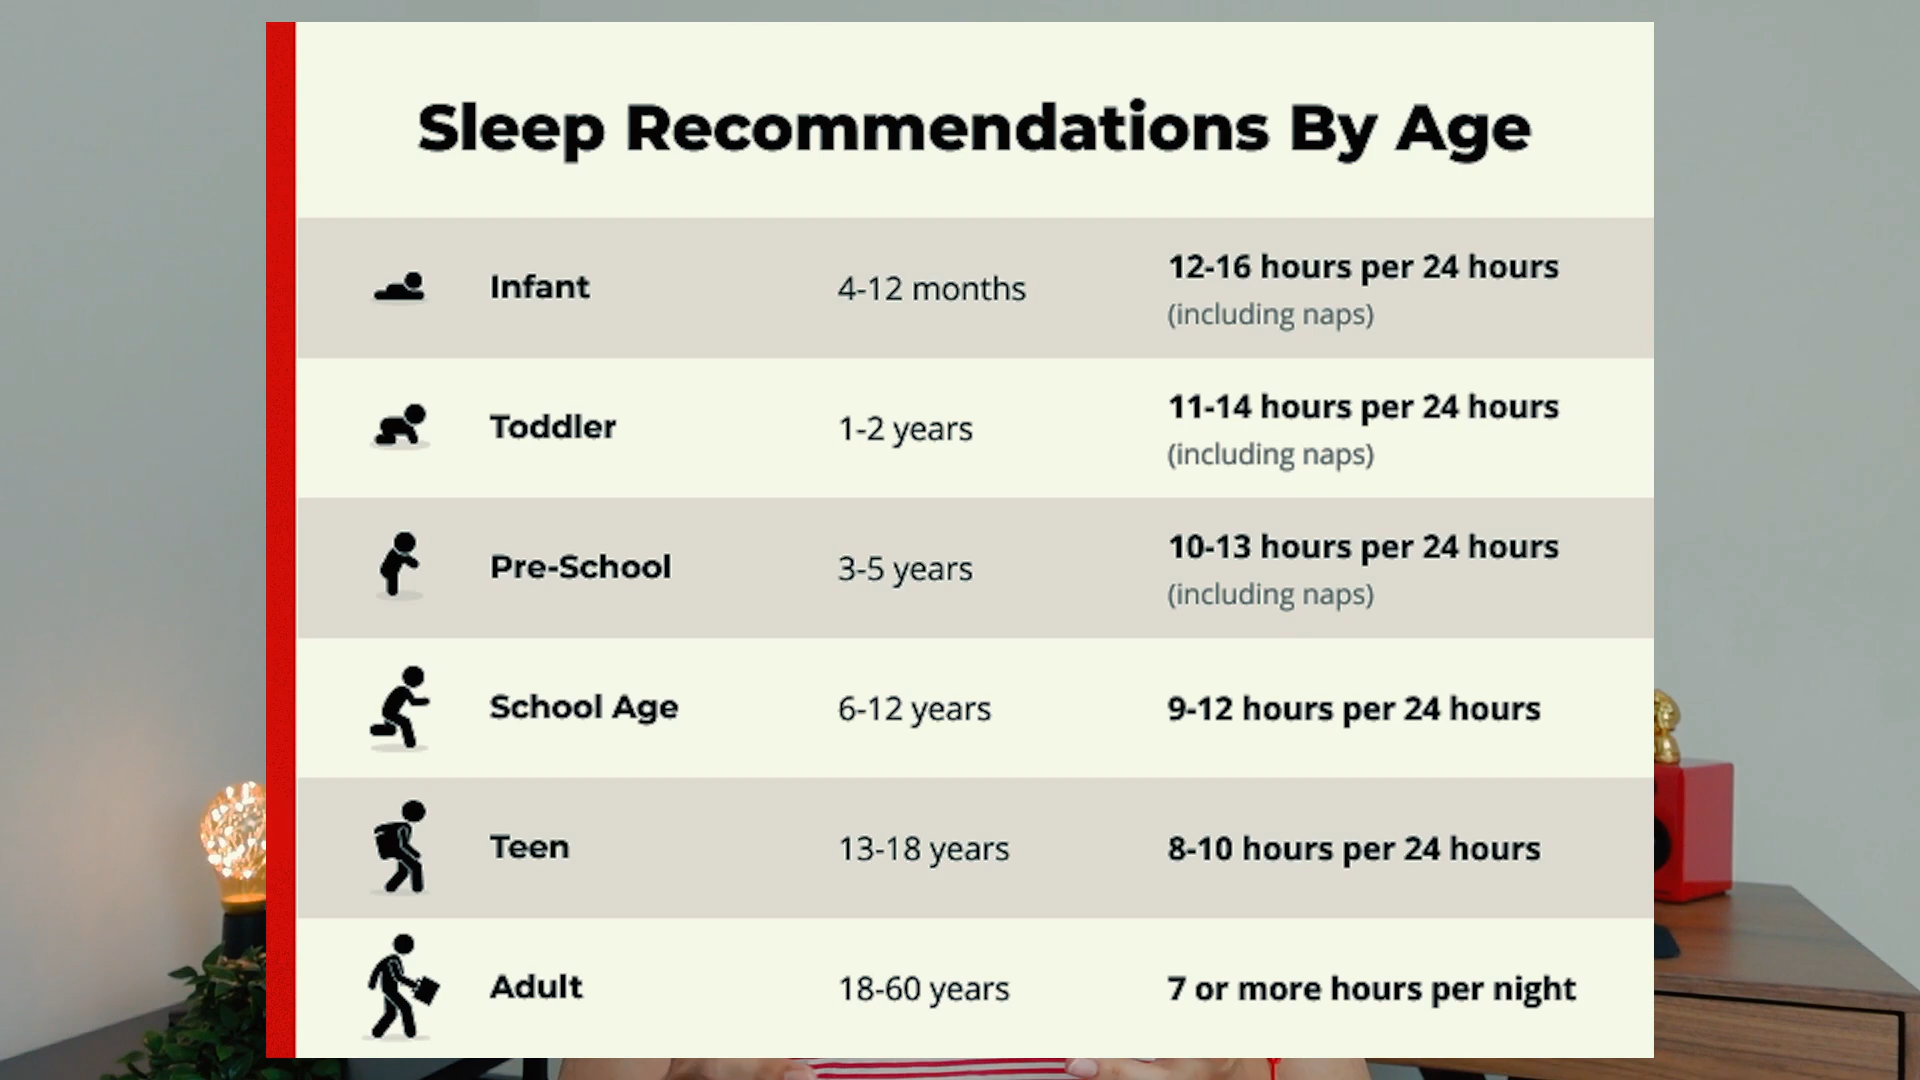 Sleep Recommendations By Age
Infant 4-12 months 12-16 hours per 24 hours
(including naps)
Toddler 1-2 years 11-14 hours per 24 hours
(including naps)
Pre-School 3-5 years 10-13 hours per 24 hours
(including naps)
School Age 6-12 years 9-12 hours per 24 hours
Teen 13-18 years 8-10 hours per 24 hours
Adult 18-60 years 7 or more hours per night